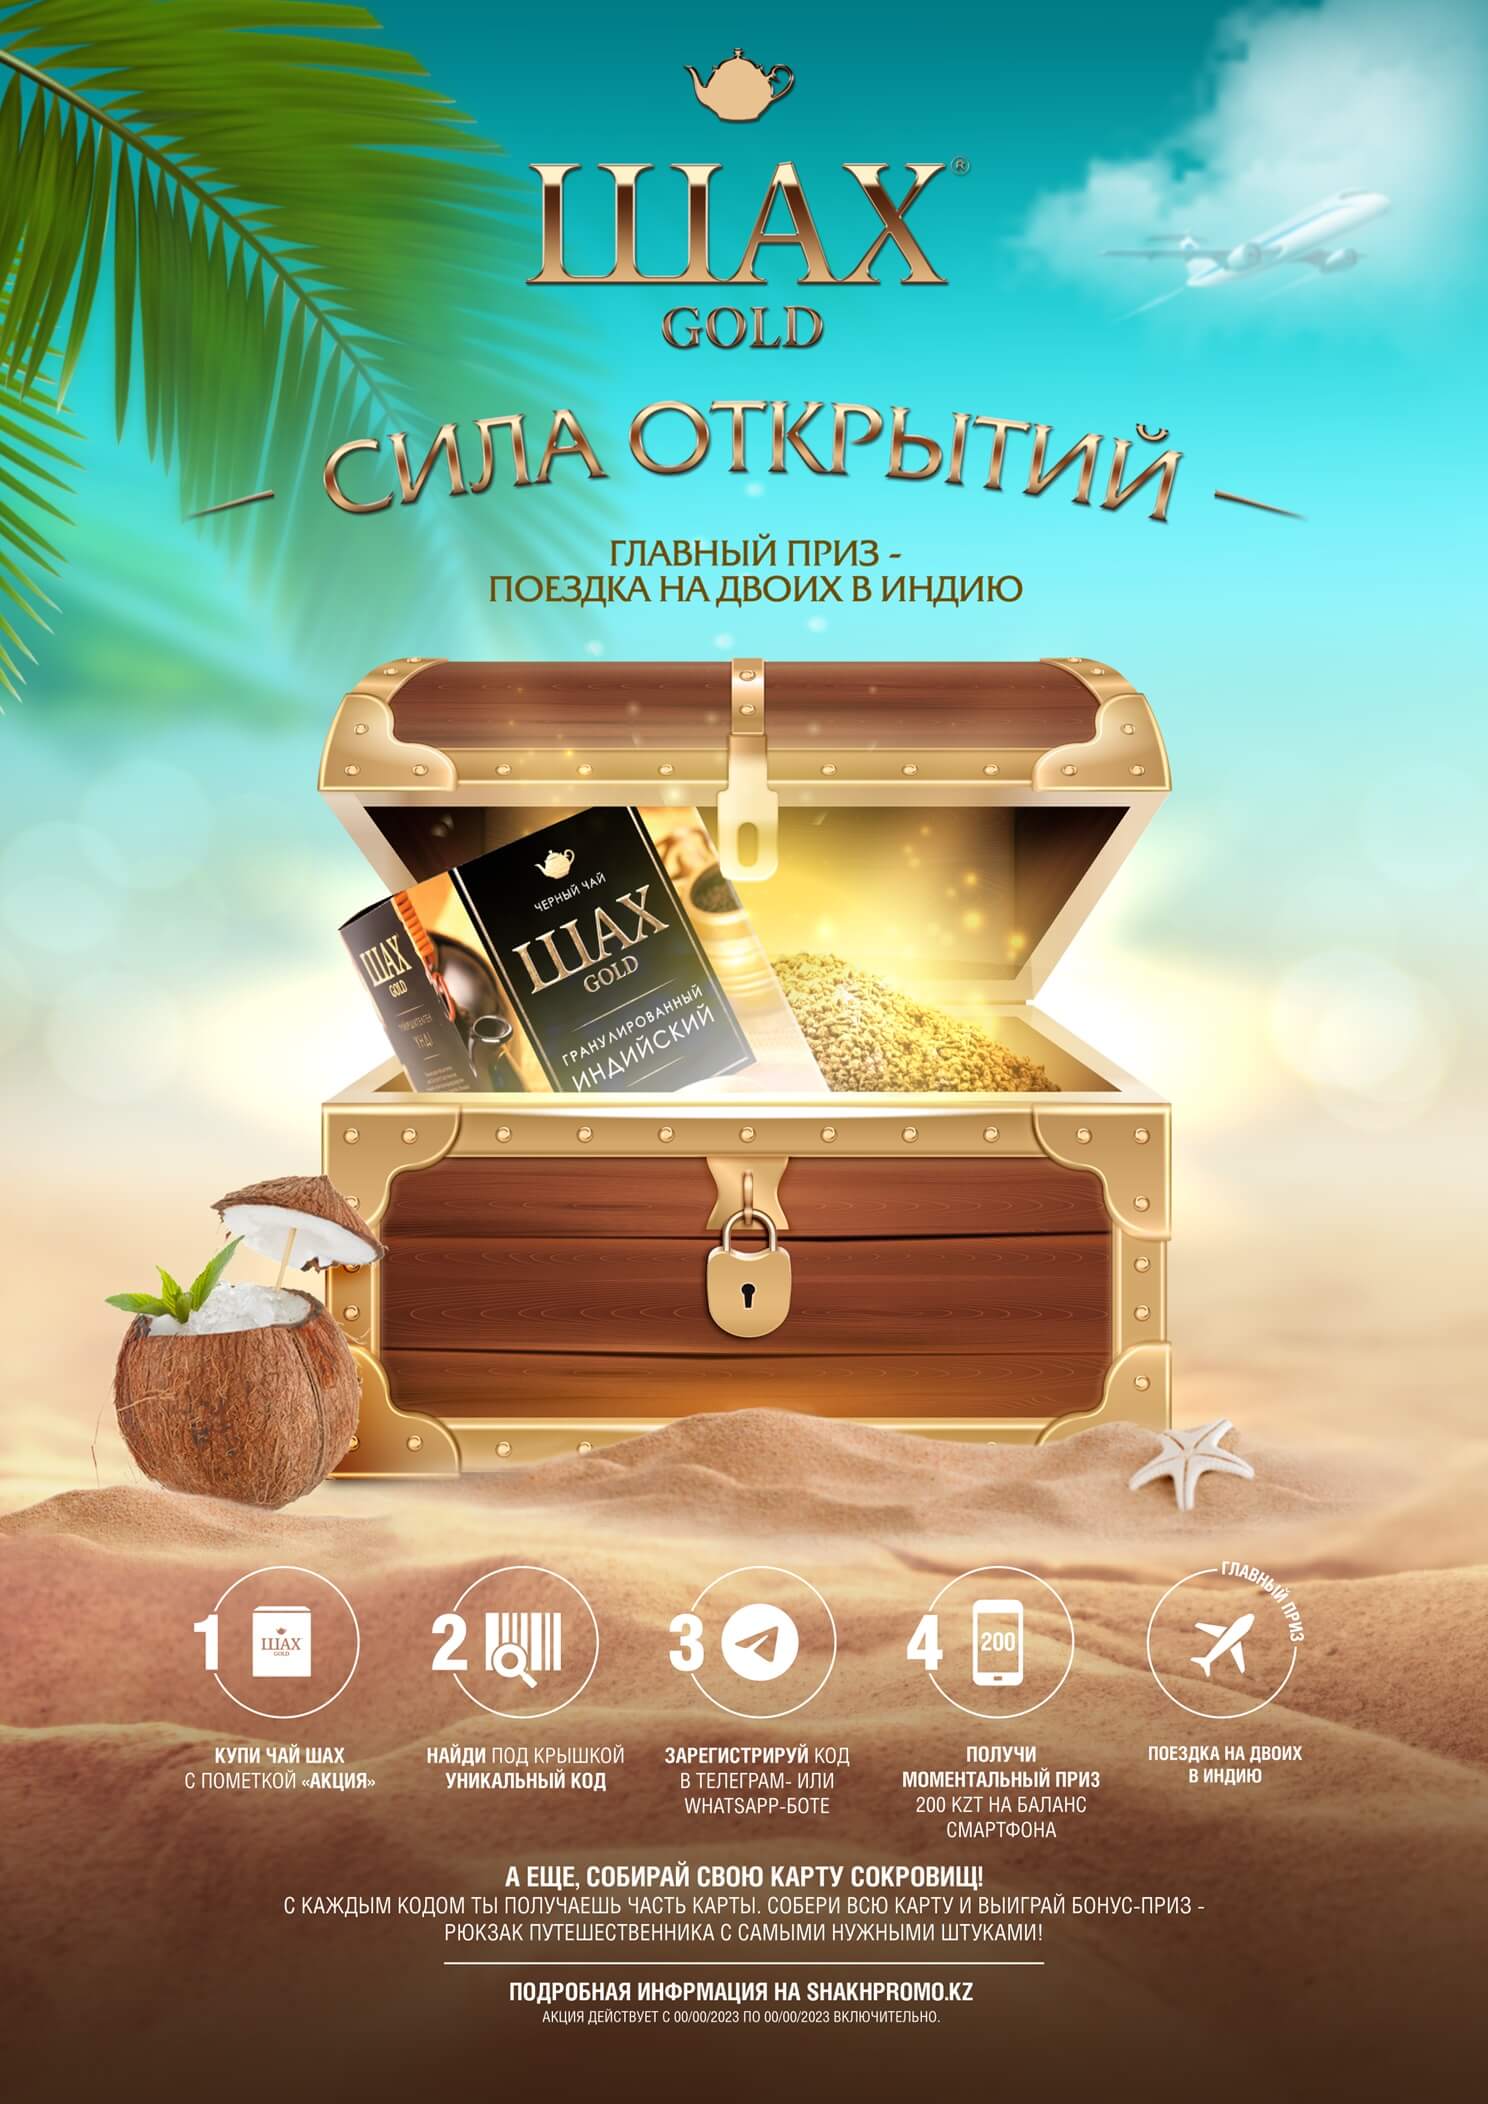 ШАХ®
GOLD
СИЛА ОТКРЫТИЙ
ГЛАВНЫЙ ПРИЗ -
ПОЕЗДКА НА ДВОИХ В ИНДИЮ
ЧЕРНЫЙ ЧАЙ
ШАХ
GOLD
ГРАНУЛИРОВАННЫЙ
ИНДИЙСКИЙ
ШАХ
GOLD
1
ШАХ
GOLD
КУПИ ЧАЙ ШАХ
С ПОМЕТКОЙ «АКЦИЯ»
2
НАЙДИ ПОД КРЫШКОЙ
УНИКАЛЬНЫЙ КОД
3
ЗАРЕГИСТРИРУЙ КОД
В ТЕЛЕГРАМ- ИЛИ
WHATSAPP-БОТЕ
4
200
ПОЛУЧИ
МОМЕНТАЛЬНЫЙ ПРИЗ
200 KZT НА БАЛАНС
СМАРТФОНА
ГЛАВНЫЙ ПРИЗ
ПОЕЗДКА НА ДВОИХ
В ИНДИЮ
А ЕЩЕ, СОБИРАЙ СВОЮ КАРТУ СОКРОВИЩ!
С КАЖДЫМ КОДОМ ТЫ ПОЛУЧАЕШЬ ЧАСТЬ КАРТЫ. СОБЕРИ ВСЮ КАРТУ И ВЫИГРАЙ БОНУС-ПРИЗ -
РЮКЗАК ПУТЕШЕСТВЕННИКА С САМЫМИ НУЖНЫМИ ШТУКАМИ!
ПОДРОБНАЯ ИНФРМАЦИЯ НА SHAKHPROMO.KZ
АКЦИЯ ДЕЙСТВУЕТ С 00/00/2023 ПО 00/00/2023 ВКЛЮЧИТЕЛЬНО.